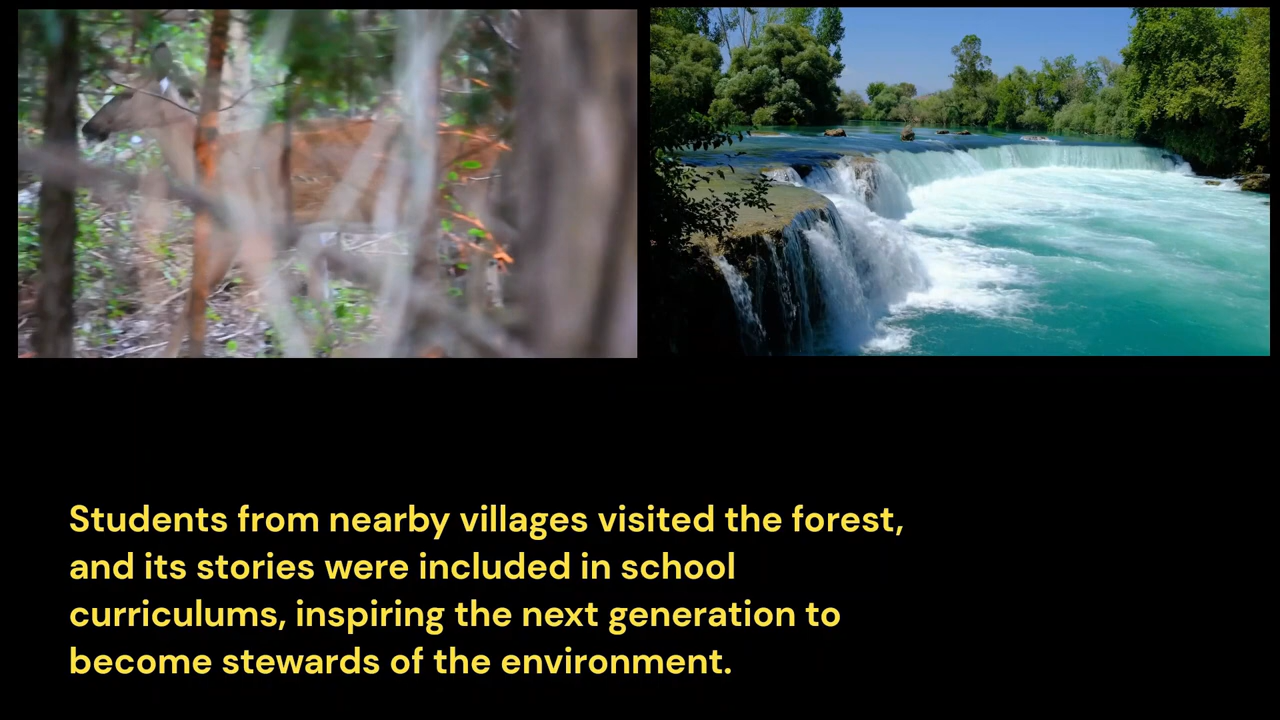 Students from nearby villages visited the forest,
and its stories were included in school
curriculums, inspiring the next generation to
become stewards of the environment.